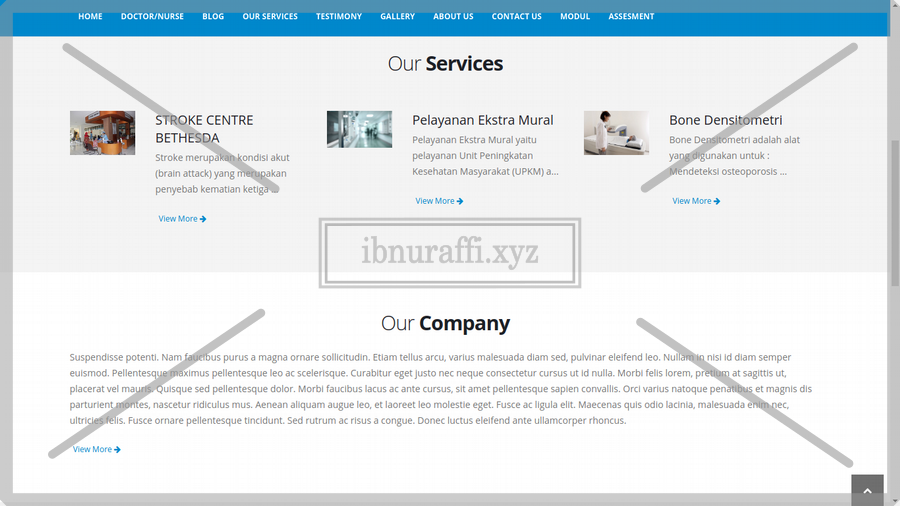 HOME DOCTOR/NURSE BLOG OUR SERVICES TESTIMONY GALLERY ABOUT US CONTACT US MODUL ASSESMENT
Our Services
STROKE CENTRE
BETHESDA
Stroke merupakan kondisi akut
(brain attack) yang merupakan
penyebab kematian ketiga ...
View More
Pelayanan Ekstra Mural
Pelayanan Ekstra Mural yaitu
pelayanan Unit Peningkatan
Kesehatan Masyarakat (UPKM) a...
View More
Bone Densitometri
Bone Densitometri adalah alat
yang digunakan untuk :
Mendeteksi osteoporosis ...
View More
ibnuraffi.xyz
Our Company
Suspendisse potenti. Nam faucibus purus a magna ornare sollicitudin. Etiam tellus arcu, varius malesuada diam sed, pulvinar eleifend leo. Nullam in nisi id diam semper
euismod. Pellentesque maximus pellentesque leo ac scelerisque. Curabitur eget justo nec neque consectetur cursus ut id nulla. Morbi felis lorem, pretium at sagittis ut,
placerat vel mauris. Quisque sed pellentesque dolor. Morbi faucibus lacus ac ante cursus, sit amet pellentesque sapien convallis. Orci varius natoque penatibus et magnis dis
parturient montes, nascetur ridiculus mus. Aenean aliquam augue leo, et laoreet leo molestie eget. Fusce ac ligula elit. Maecenas quis odio lacinia, malesuada enim nec,
ultricies felis. Fusce ornare pellentesque tincidunt. Sed rutrum ac risus a congue. Donec luctus eleifend ante ullamcorper rhoncus.
View More